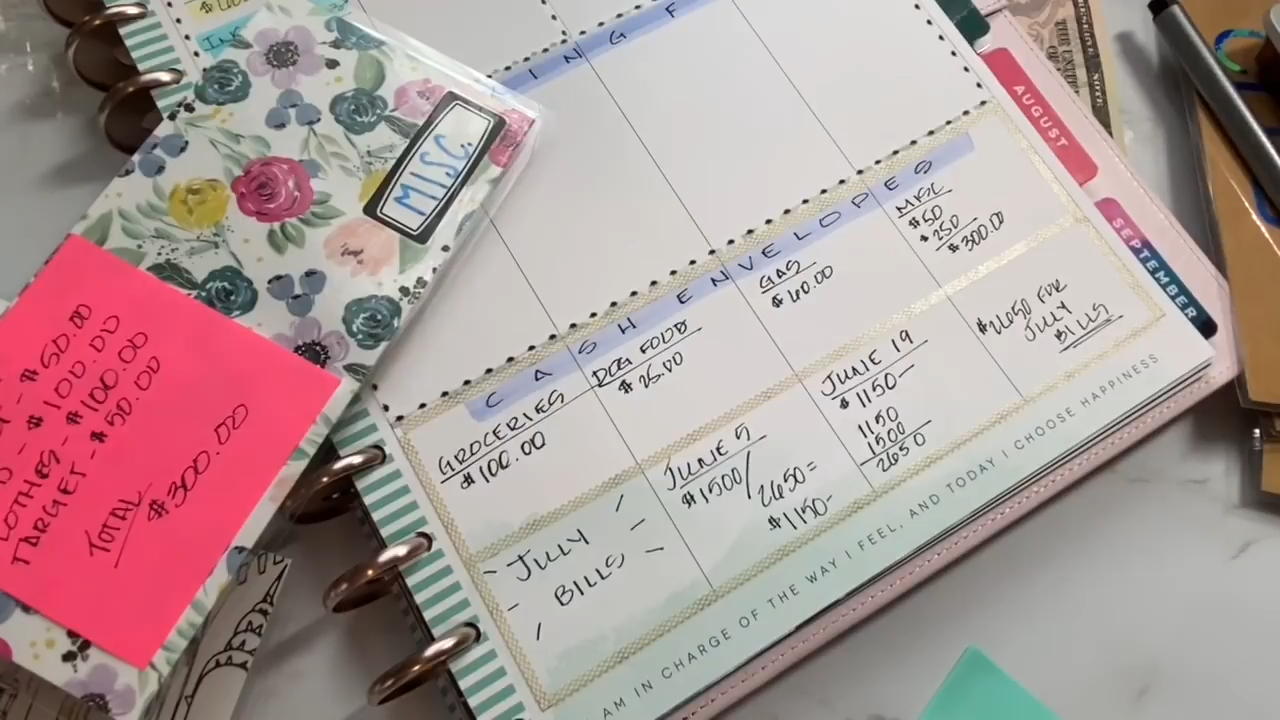 MISC.
$50.00
- $100.00
LOTHES - $100.00
TARGET - $50.00
TOTAL
$300.00
I N G F
CASH ENVELOPES
GROCERIES
$100.00
DOG FOOD
$25.00
GAS
$60.00
MISC
$50
$250
$300.00
JULY
BILLS
JUNE 5
$1500/
2650=
$1150-
JUNE 19
$1150-
1150
1500
2650
$2650 FOR
JULY
BILLS
I AM IN CHARGE OF THE WAY I FEEL, AND TODAY I CHOOSE HAPPINESS
AUGUST
SEPTEMBER